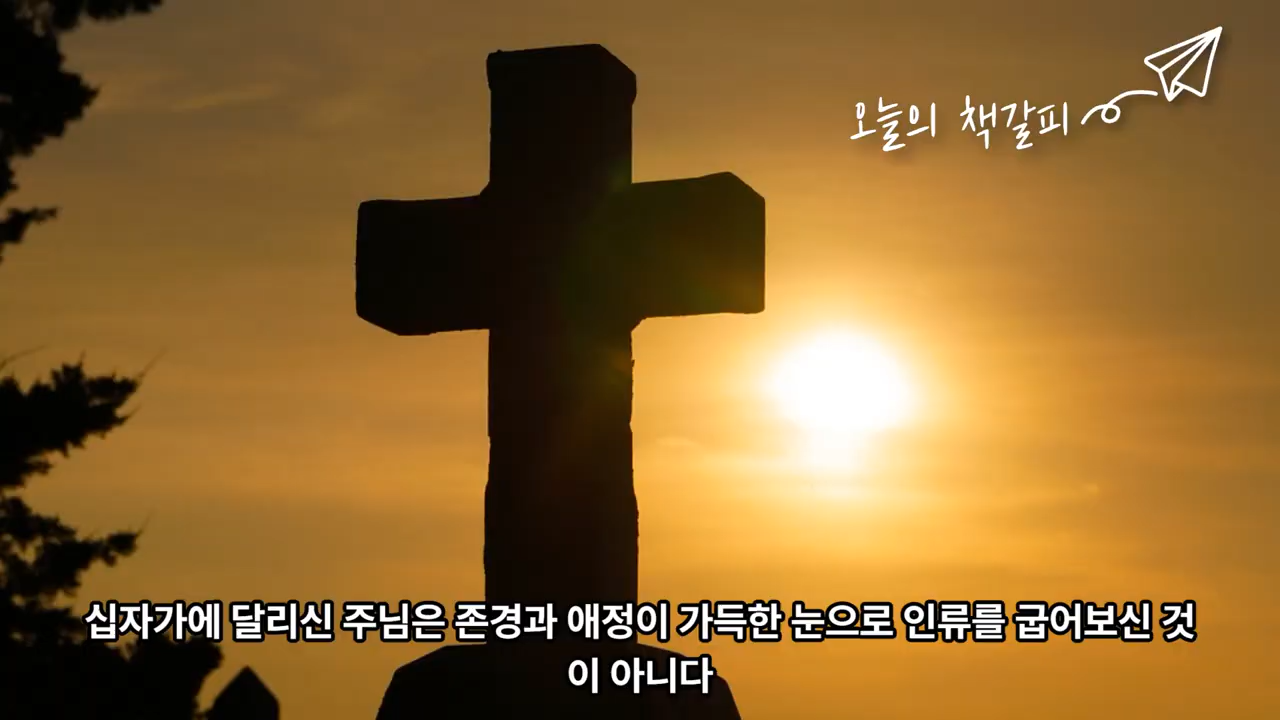 오늘의 책갈피
십자가에 달리신 주님은 존경과 애정이 가득한 눈으로 인류를 굽어보신 것
이 아니다